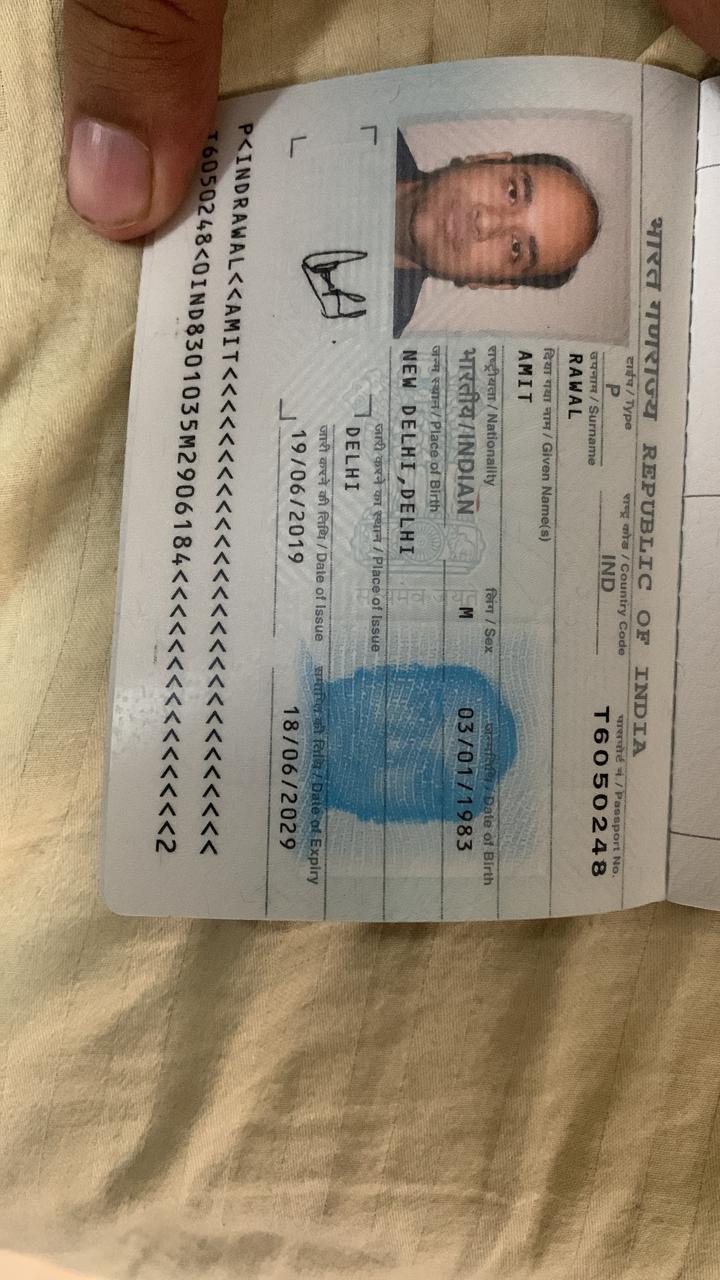 भारत गणराज्य REPUBLIC OF INDIA
टाईप / Type राष्ट्र कोड / Country Code पासपोर्ट नं. / Passport No.
P IND T6050248
उपनाम / Surname
RAWAL
दिया गया नाम / Given Name(s)
AMIT
राष्ट्रीयता / Nationality लिंग / Sex जन्मतिथि / Date of Birth
भारतीय/INDIAN M 03/01/1983
जन्म स्थान / Place of Birth
NEW DELHI,DELHI
जारी करने का स्थान / Place of Issue
DELHI
जारी करने की तिथि / Date of Issue समाप्ति की तिथि / Date of Expiry
19/06/2019 18/06/2029
P<INDRAWAL<<AMIT<<<<<<<<<<<<<<<<<<<<<<<<<<<<
T6050248<0IND8301035M2906184<<<<<<<<<<<<<<<2